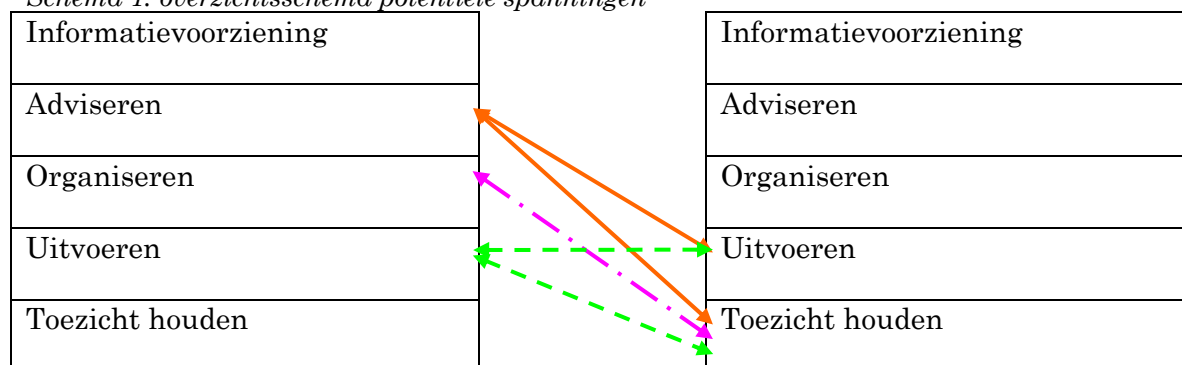 Schema 1: overzichtsschema potentiële spanningen
Informatievoorziening
Informatievoorziening
Adviseren
Adviseren
Organiseren
Organiseren
Uitvoeren
Uitvoeren
Toezicht houden
Toezicht houden